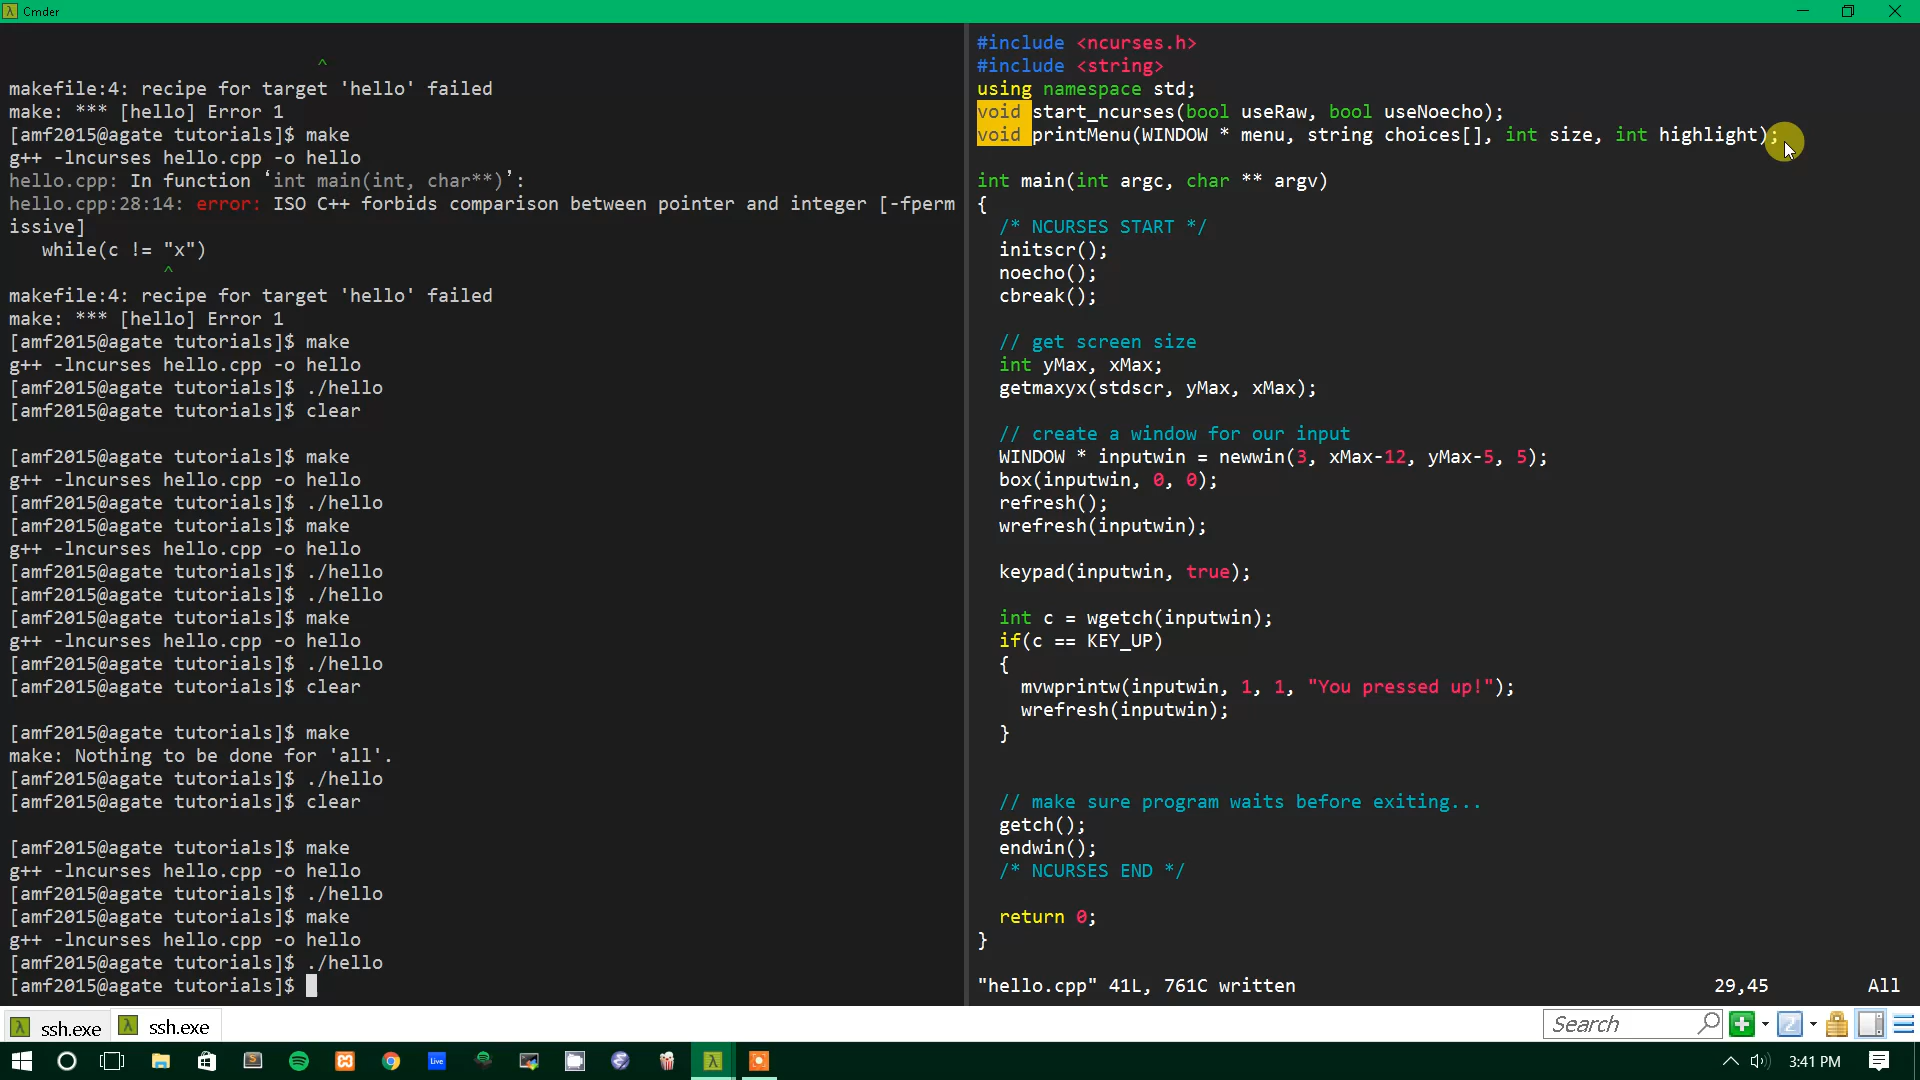 Cmder
^
makefile:4: recipe for target 'hello' failed
make: *** [hello] Error 1
[amf2015@agate tutorials]$ make
g++ -lncurses hello.cpp -o hello
hello.cpp: In function ‘int main(int, char**)’:
hello.cpp:28:14: error: ISO C++ forbids comparison between pointer and integer [-fperm
issive]
   while(c != "x")
^
makefile:4: recipe for target 'hello' failed
make: *** [hello] Error 1
[amf2015@agate tutorials]$ make
g++ -lncurses hello.cpp -o hello
[amf2015@agate tutorials]$ ./hello
[amf2015@agate tutorials]$ clear
[amf2015@agate tutorials]$ make
g++ -lncurses hello.cpp -o hello
[amf2015@agate tutorials]$ ./hello
[amf2015@agate tutorials]$ make
g++ -lncurses hello.cpp -o hello
[amf2015@agate tutorials]$ ./hello
[amf2015@agate tutorials]$ ./hello
[amf2015@agate tutorials]$ make
g++ -lncurses hello.cpp -o hello
[amf2015@agate tutorials]$ ./hello
[amf2015@agate tutorials]$ clear
[amf2015@agate tutorials]$ make
make: Nothing to be done for 'all'.
[amf2015@agate tutorials]$ ./hello
[amf2015@agate tutorials]$ clear
[amf2015@agate tutorials]$ make
g++ -lncurses hello.cpp -o hello
[amf2015@agate tutorials]$ ./hello
[amf2015@agate tutorials]$ make
g++ -lncurses hello.cpp -o hello
[amf2015@agate tutorials]$ ./hello
[amf2015@agate tutorials]$
#include <ncurses.h>
#include <string>
using namespace std;
void start_ncurses(bool useRaw, bool useNoecho);
void printMenu(WINDOW * menu, string choices[], int size, int highlight);
int main(int argc, char ** argv)
{
  /* NCURSES START */
  initscr();
  noecho();
  cbreak();
  // get screen size
  int yMax, xMax;
  getmaxyx(stdscr, yMax, xMax);
  // create a window for our input
  WINDOW * inputwin = newwin(3, xMax-12, yMax-5, 5);
  box(inputwin, 0, 0);
  refresh();
  wrefresh(inputwin);
  keypad(inputwin, true);
  int c = wgetch(inputwin);
  if(c == KEY_UP)
  {
    mvwprintw(inputwin, 1, 1, "You pressed up!");
    wrefresh(inputwin);
  }
  // make sure program waits before exiting...
  getch();
  endwin();
  /* NCURSES END */
  return 0;
}
"hello.cpp" 41L, 761C written 29,45 All
λ ssh.exe λ ssh.exe Search
Live 3:41 PM